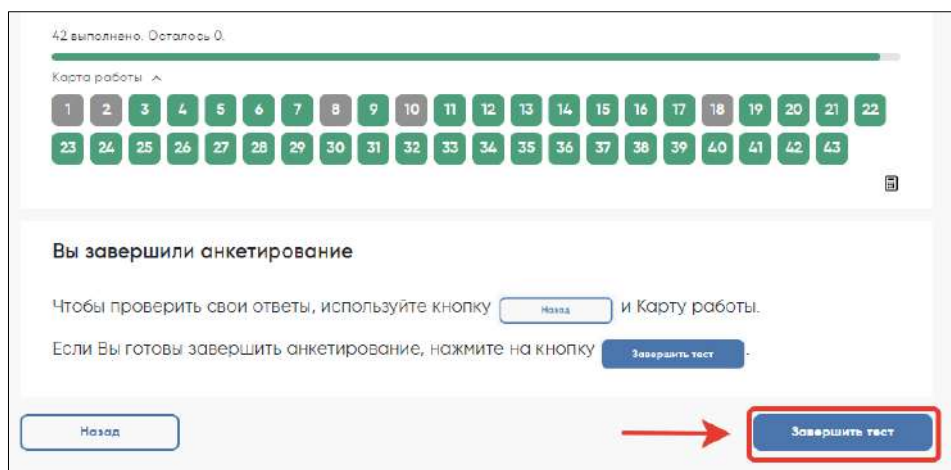 42 выполнено. Осталось 0.
Карта работы
1 2 3 4 5 6 7 8 9 10 11 12 13 14 15 16 17 18 19 20 21 22
23 24 25 26 27 28 29 30 31 32 33 34 35 36 37 38 39 40 41 42 43
Вы завершили анкетирование
Чтобы проверить свои ответы, используйте кнопку Назад и Карту работы.
Если Вы готовы завершить анкетирование, нажмите на кнопку Завершить тест.
Назад Завершить тест